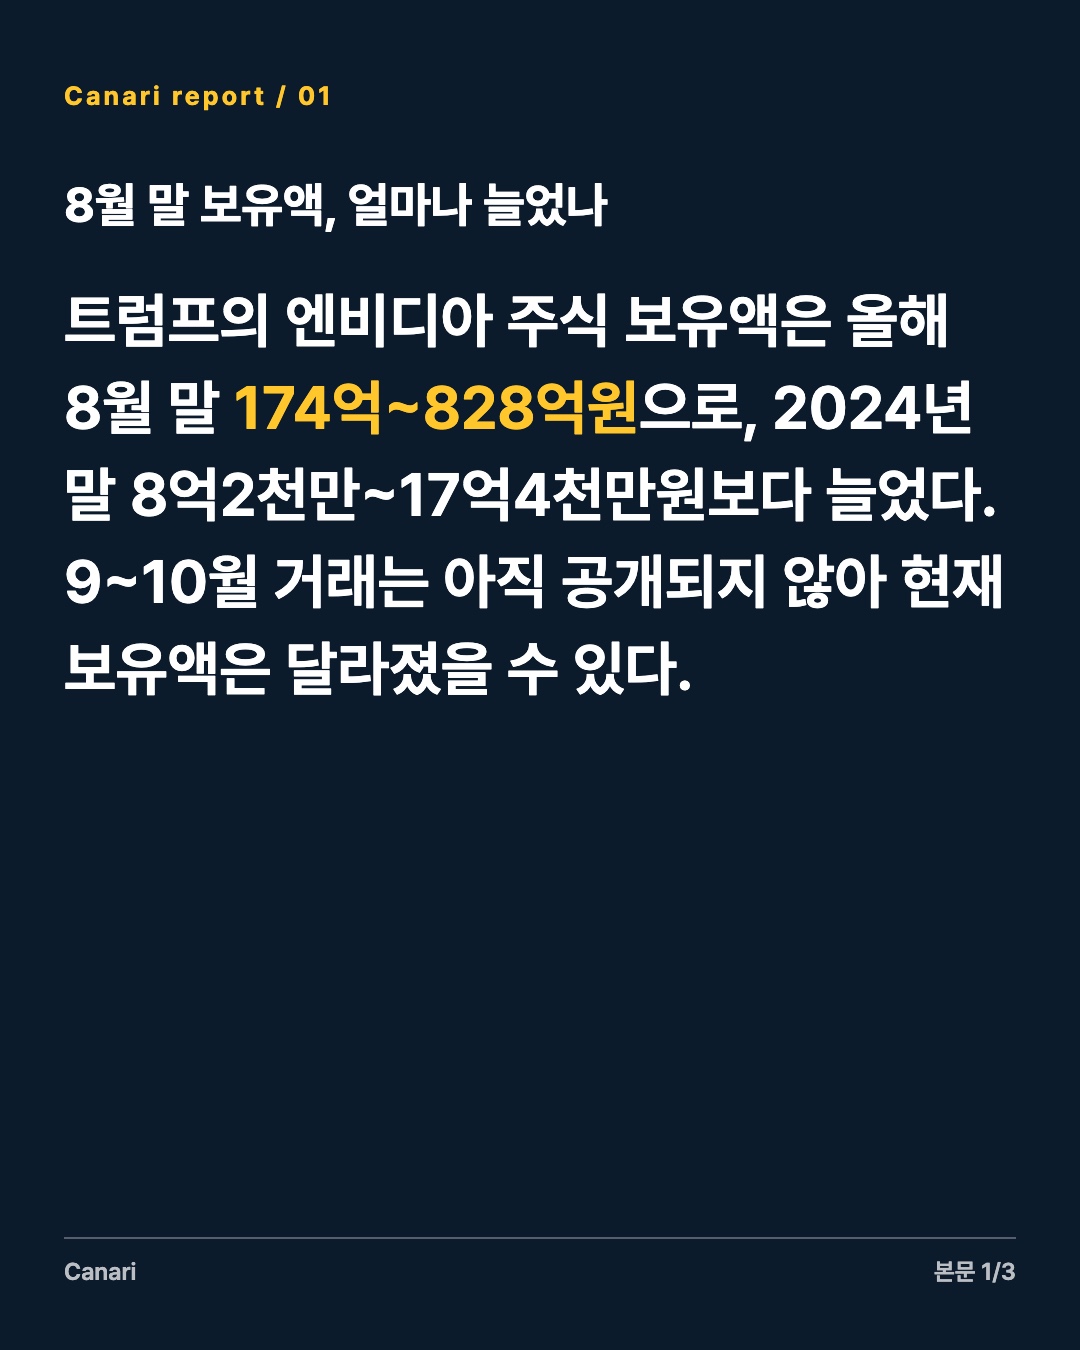 Canari report / 01
8월 말 보유액, 얼마나 늘었나
트럼프의 엔비디아 주식 보유액은 올해
8월 말 174억~828억원으로, 2024년
말 8억2천만~17억4천만원보다 늘었다.
9~10월 거래는 아직 공개되지 않아 현재
보유액은 달라졌을 수 있다.
Canari
본문 1/3